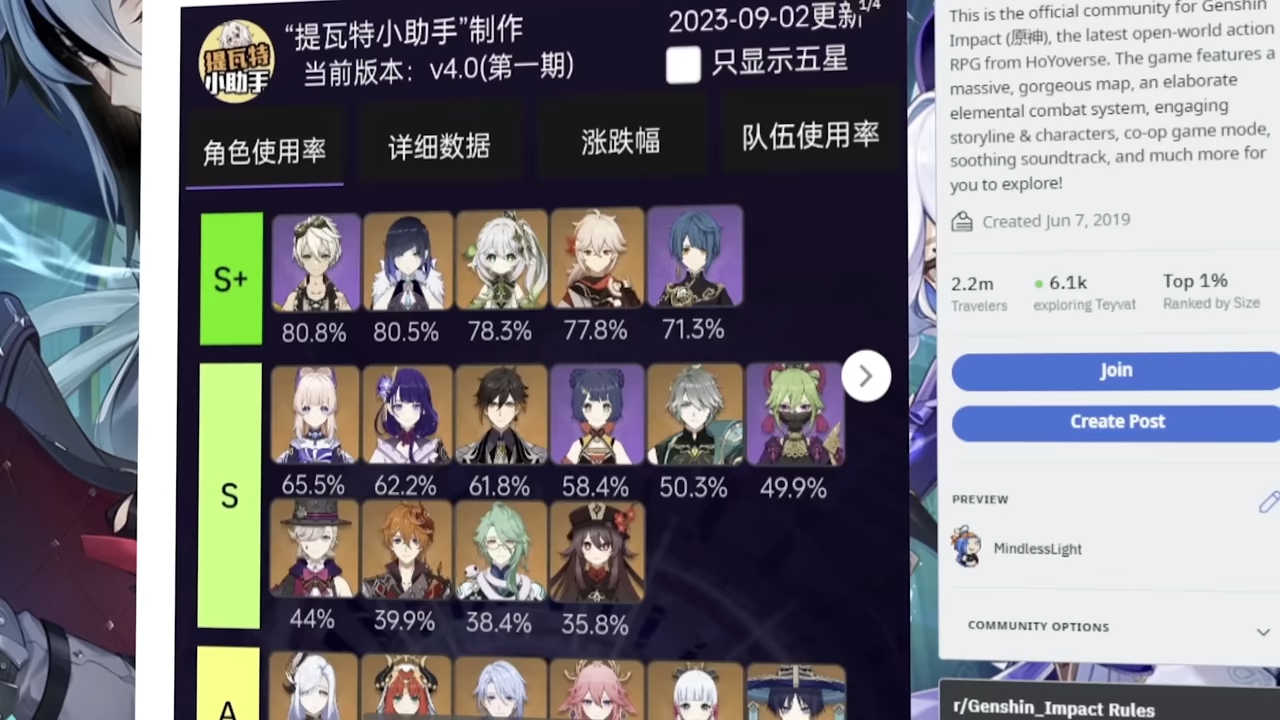 提瓦特
小助手
“提瓦特小助手”制作
当前版本：v4.0(第一期)
2023-09-02更新
1/4
只显示五星
角色使用率
详细数据
涨跌幅
队伍使用率
S+
80.8%
80.5%
78.3%
77.8%
71.3%
S
65.5%
62.2%
61.8%
58.4%
50.3%
49.9%
44%
39.9%
38.4%
35.8%
A
This is the official community for Genshin
Impact (原神), the latest open-world action
RPG from HoYoverse. The game features a
massive, gorgeous map, an elaborate
elemental combat system, engaging
storyline & characters, co-op game mode,
soothing soundtrack, and much more for
you to explore!
Created Jun 7, 2019
2.2m
Travelers
6.1k
exploring Teyvat
Top 1%
Ranked by Size
Join
Create Post
PREVIEW
MindlessLight
COMMUNITY OPTIONS
r/Genshin_Impact Rules